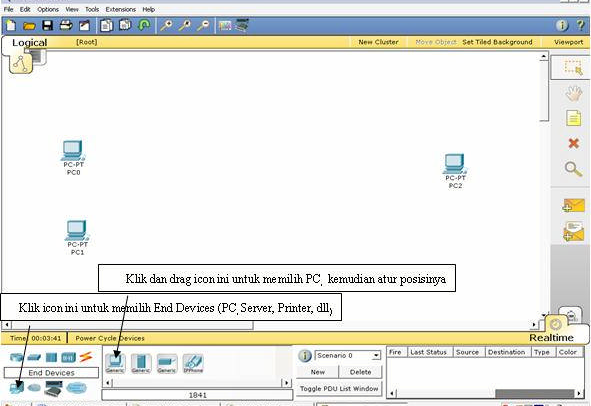 File Edit Options View Tools Extensions Help
Logical [Root] New Cluster Move Object Set Tiled Background Viewport
PC-PT
PC0
PC-PT
PC2
PC-PT
PC1
Klik dan drag icon ini untuk memilih PC, kemudian atur posisinya
Klik icon ini untuk memilih End Devices (PC, Server, Printer, dll)
Time: 00:03:41 Power Cycle Devices Realtime
End Devices
Generic Generic Generic IPPhone
1841
Scenario 0
New Delete
Toggle PDU List Window
Fire Last Status Source Destination Type Color